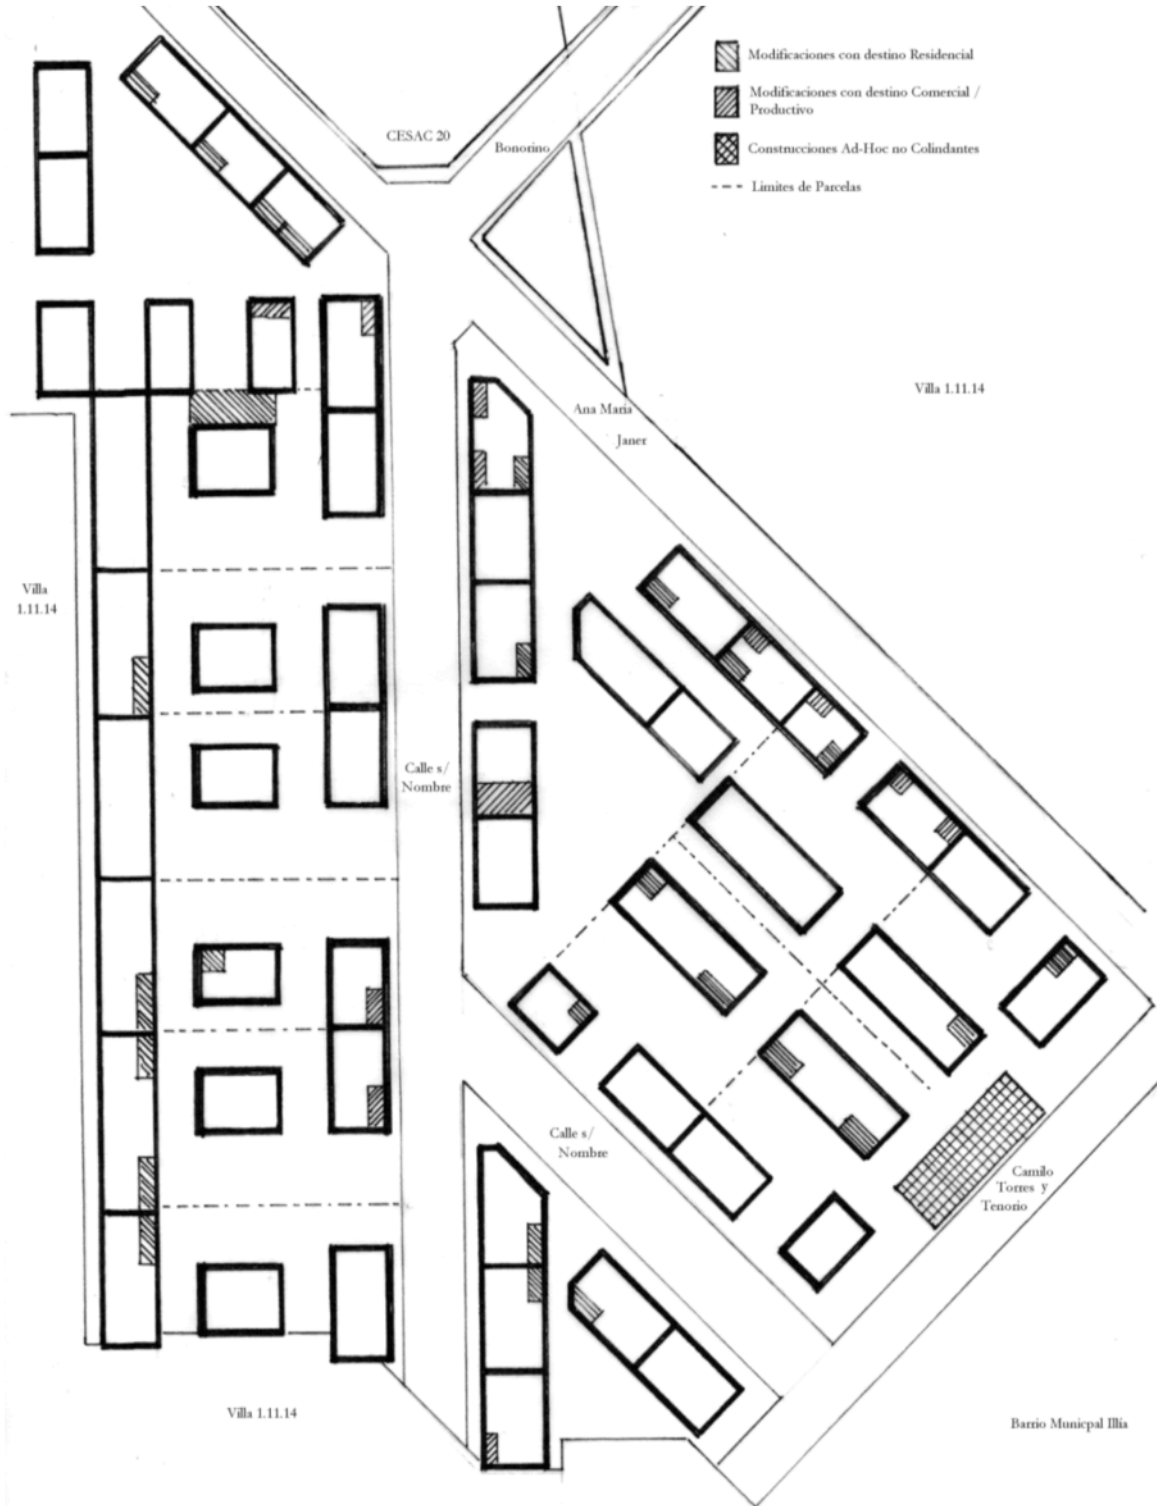 Modificaciones con destino Residencial
Modificaciones con destino Comercial /
Productivo
Construcciones Ad-Hoc no Colindantes
Limites de Parcelas
CESAC 20
Bonorino
Villa 1.11.14
Ana Maria
Janer
Villa
1.11.14
Calle s/
Nombre
Calle s/
Nombre
Camilo
Torres y
Tenorio
Villa 1.11.14
Barrio Municpal Illia